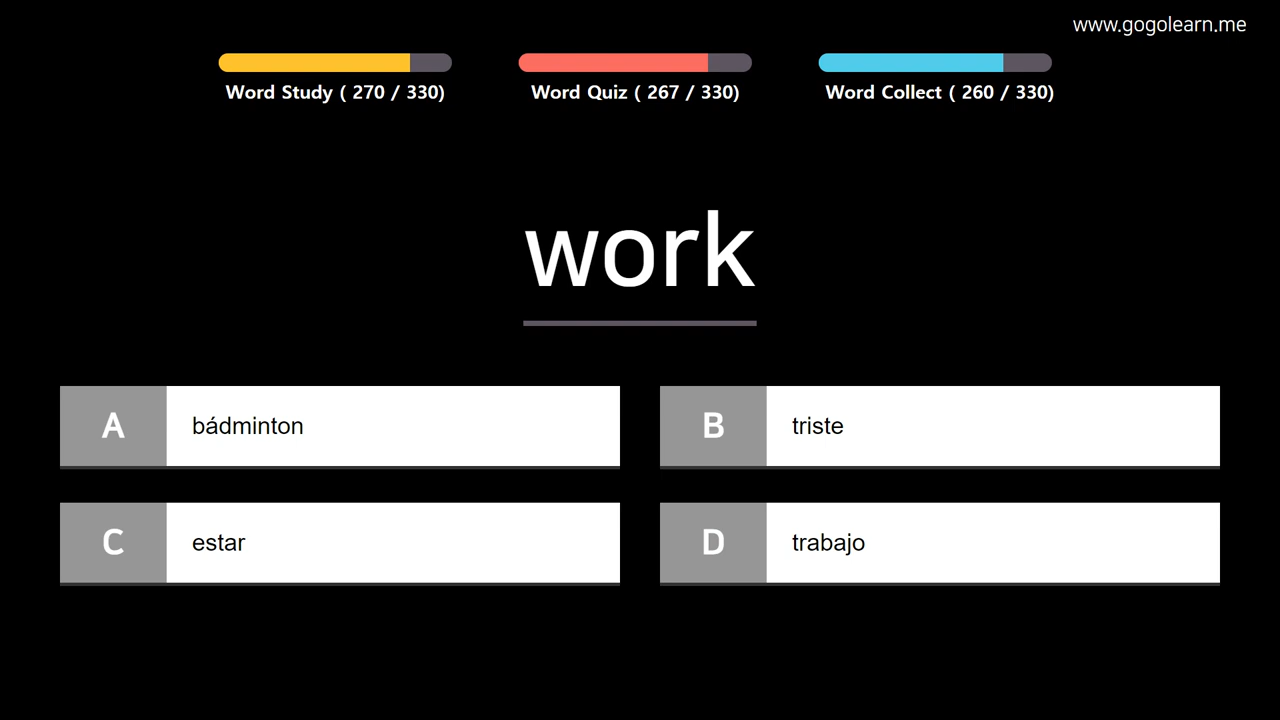 www.gogolearn.me
Word Study ( 270 / 330)
Word Quiz ( 267 / 330)
Word Collect ( 260 / 330)
work
A bádminton
B triste
C estar
D trabajo